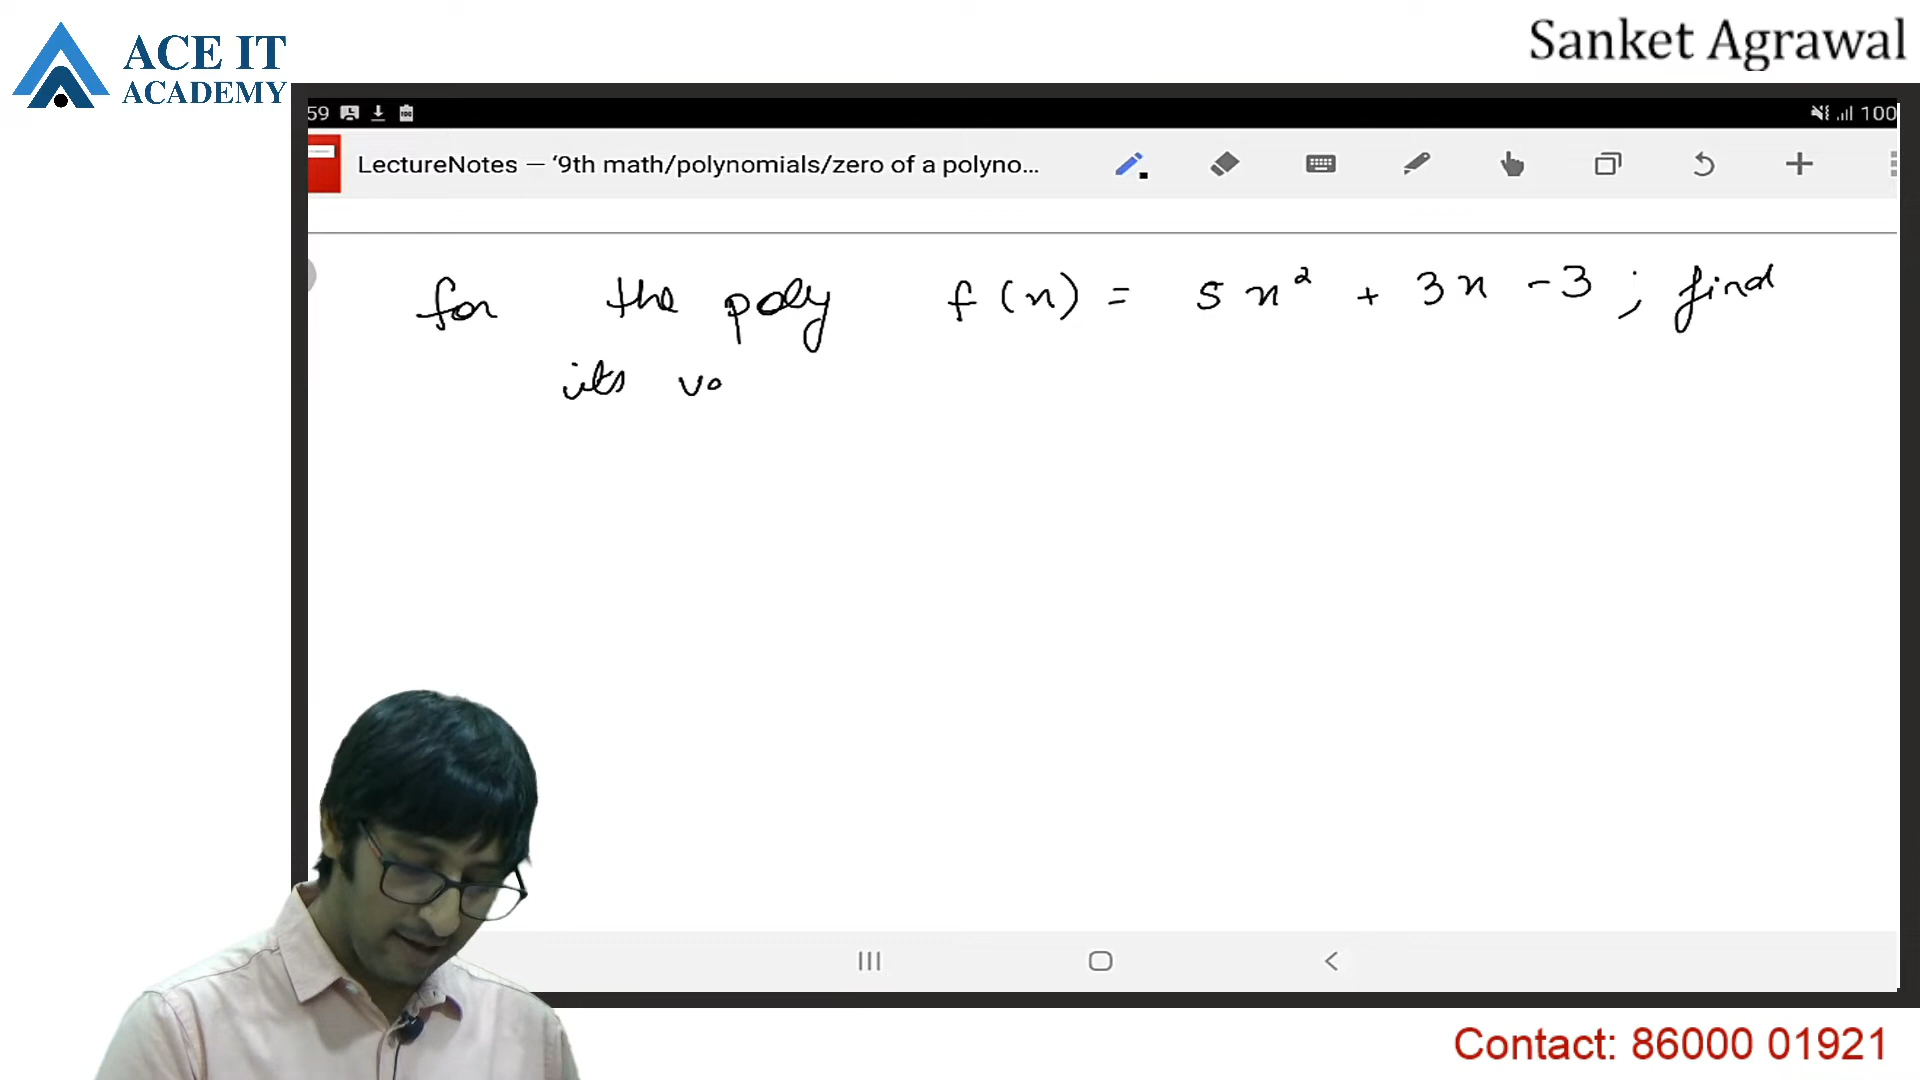 ACE IT
ACADEMY
Sanket Agrawal
59
100
LectureNotes — ‘9th math/polynomials/zero of a polyno...
for the poly f(x) = 5x² + 3x - 3 ; find
its va
Contact: 86000 01921